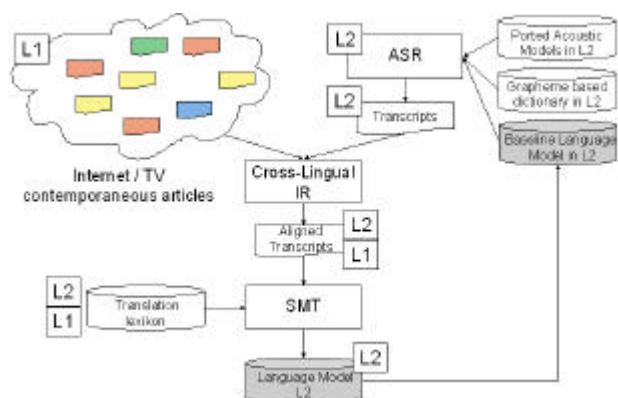 L1
Internet / TV
contemporaneous articles
L2
ASR
L2
Transcripts
Ported Acoustic
Models in L2
Grapheme based
dictionary in L2
Baseline Language
Model in L2
Cross-Lingual
IR
Aligned
Transcripts
L2
L1
L2
L1
Translation
lexikon
SMT
L2
Language Model
L2